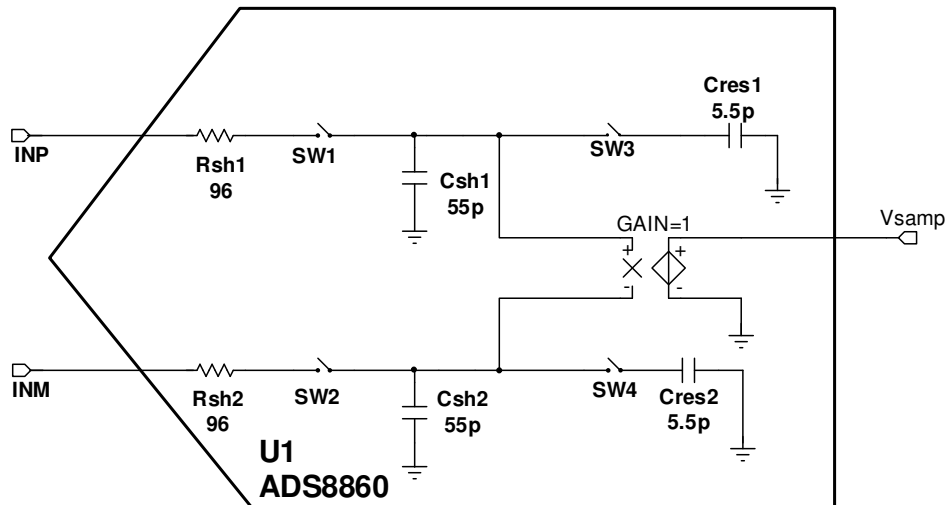 Cres1
5.5p
INP
Rsh1
96
SW1
Csh1
55p
SW3
GAIN=1
Vsamp
+
-
+
-
INM
Rsh2
96
SW2
Csh2
55p
SW4
Cres2
5.5p
U1
ADS8860